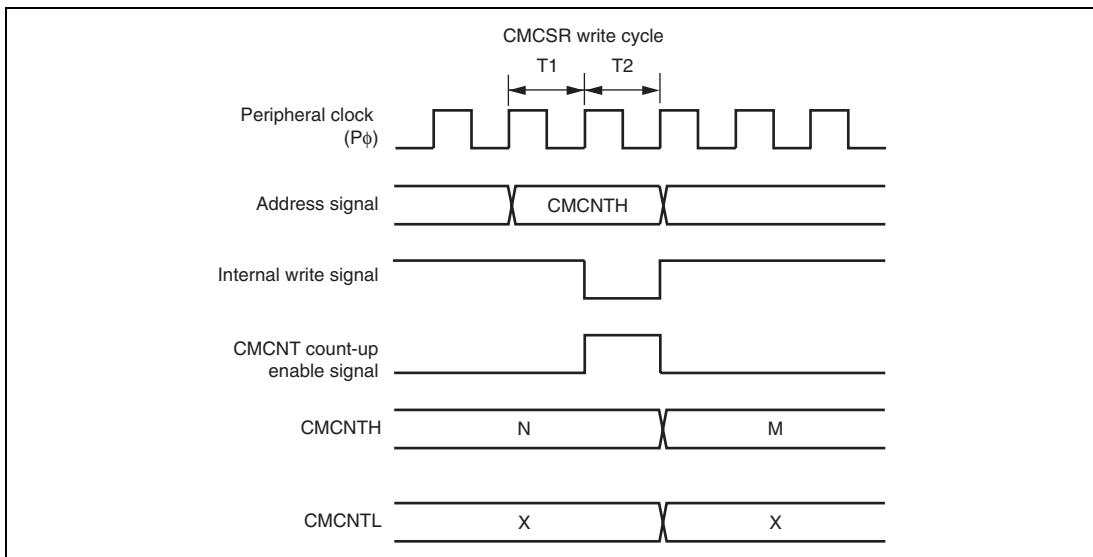 CMCSR write cycle
T1 T2
Peripheral clock
(Pφ)
Address signal CMCNTH
Internal write signal
CMCNT count-up
enable signal
CMCNTH N M
CMCNTL X X